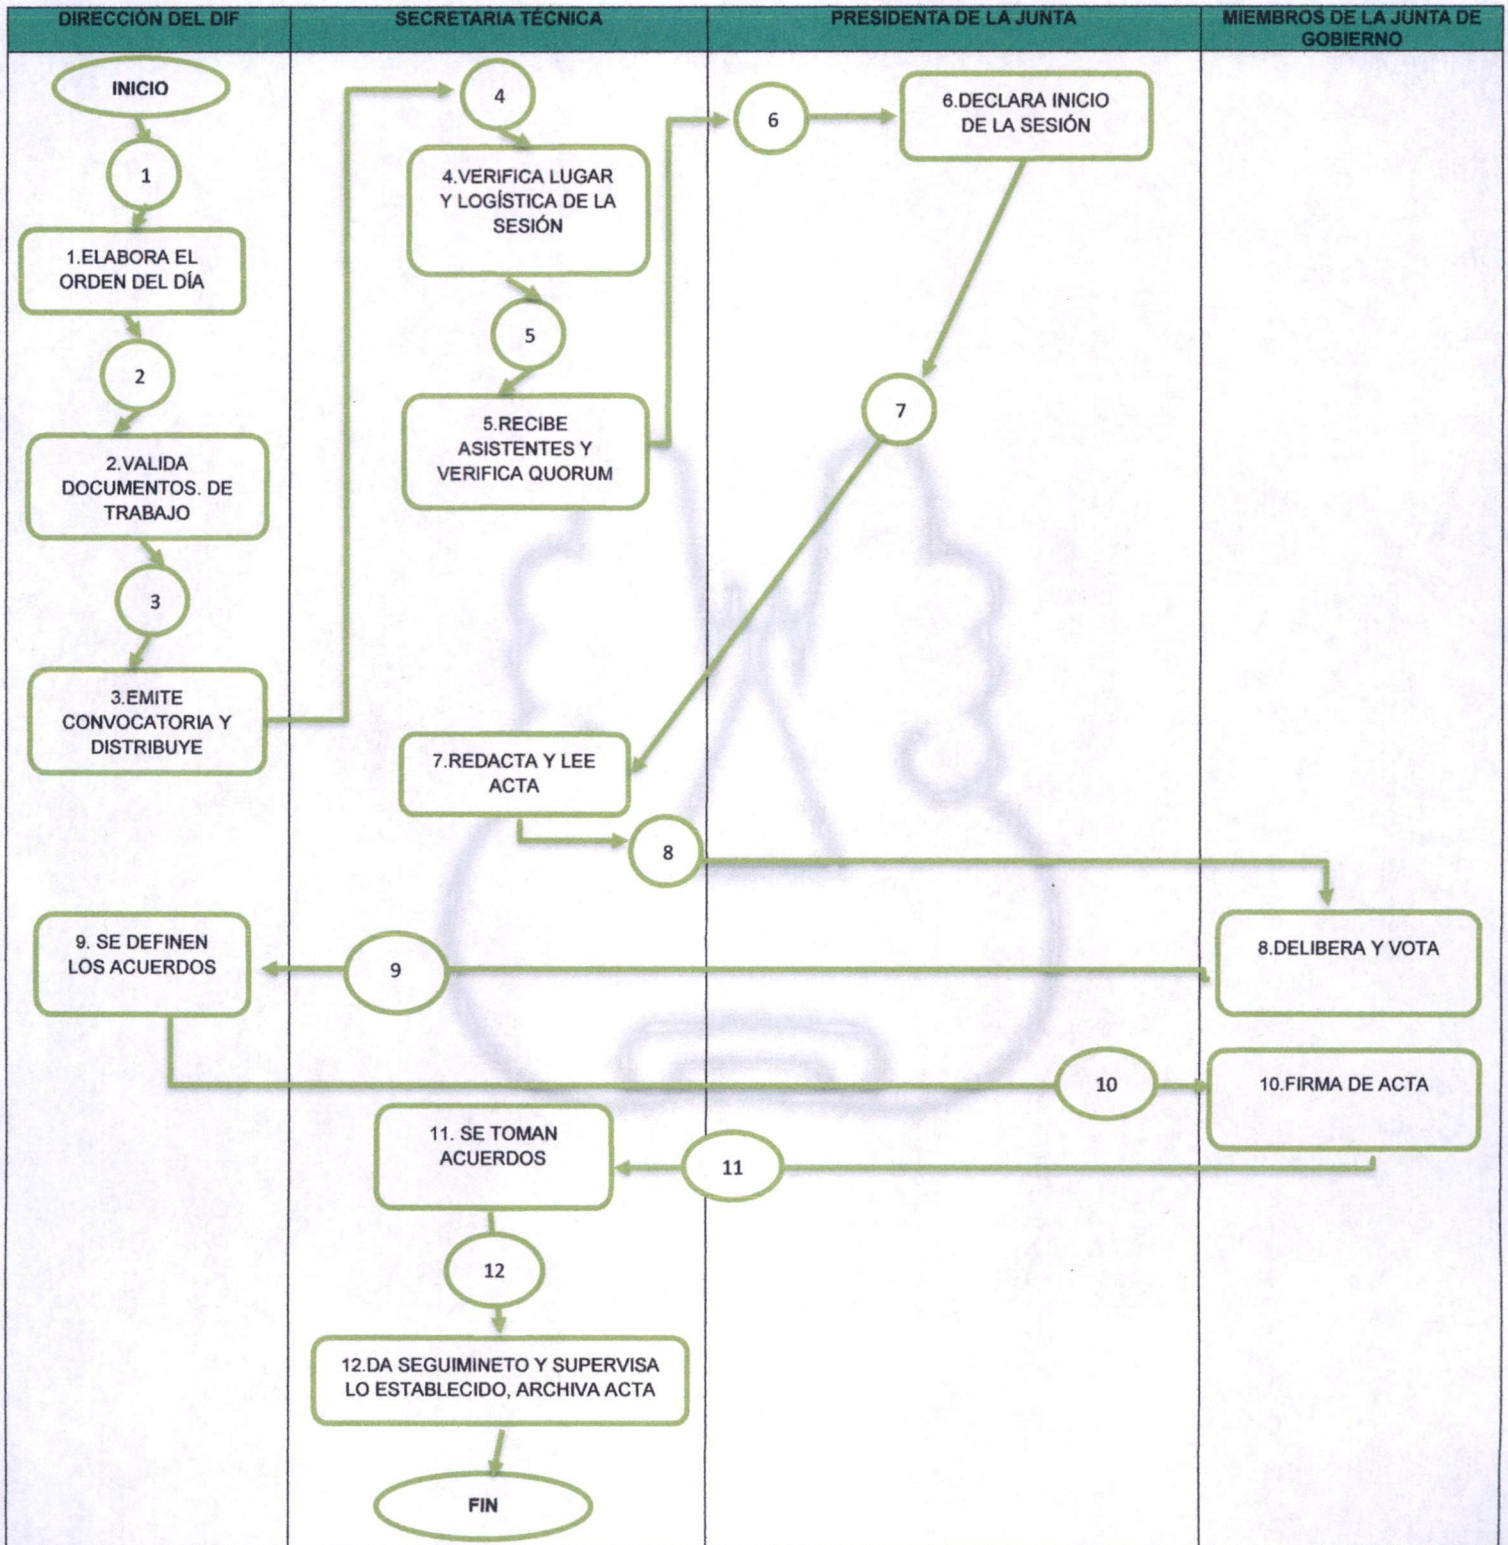 DIRECCIÓN DEL DIF
SECRETARIA TÉCNICA
PRESIDENTA DE LA JUNTA
MIEMBROS DE LA JUNTA DE
GOBIERNO
INICIO
1
1.ELABORA EL
ORDEN DEL DÍA
2
2.VALIDA
DOCUMENTOS. DE
TRABAJO
3
3.EMITE
CONVOCATORIA Y
DISTRIBUYE
4
4.VERIFICA LUGAR
Y LOGÍSTICA DE LA
SESIÓN
5
5.RECIBE
ASISTENTES Y
VERIFICA QUORUM
6
6.DECLARA INICIO
DE LA SESIÓN
7
7.REDACTA Y LEE
ACTA
8
8.DELIBERA Y VOTA
9
9. SE DEFINEN
LOS ACUERDOS
10
10.FIRMA DE ACTA
11
11. SE TOMAN
ACUERDOS
12
12.DA SEGUIMINETO Y SUPERVISA
LO ESTABLECIDO, ARCHIVA ACTA
FIN